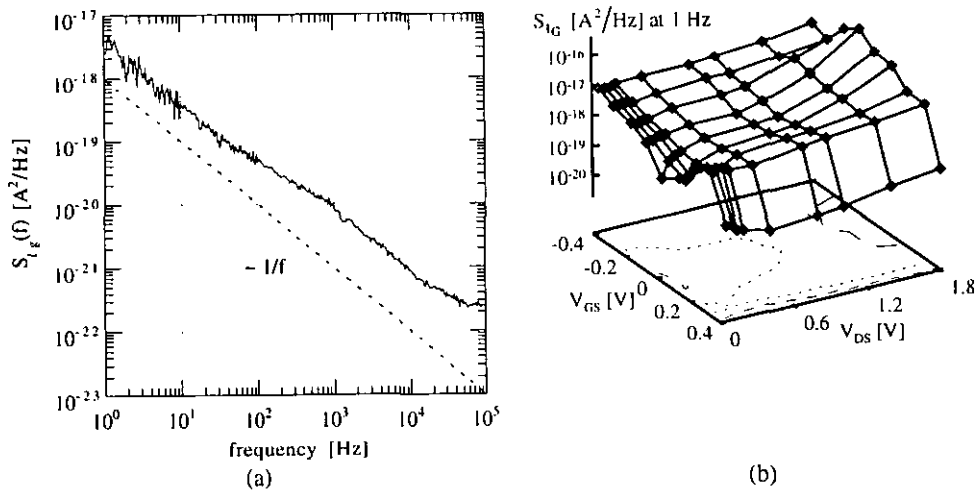 10^-17
10^-18
10^-19
10^-20
10^-21
10^-22
10^-23
S_Ig(f) [A^2/Hz]
~ 1/f
10^0 10^1 10^2 10^3 10^4 10^5
frequency [Hz]
(a)
S_IG [A^2/Hz] at 1 Hz
10^-16
10^-17
10^-18
10^-19
10^-20
-0.4
-0.2
0
0.2
0.4
V_GS [V]
0
0.6
1.2
1.8
V_DS [V]
(b)